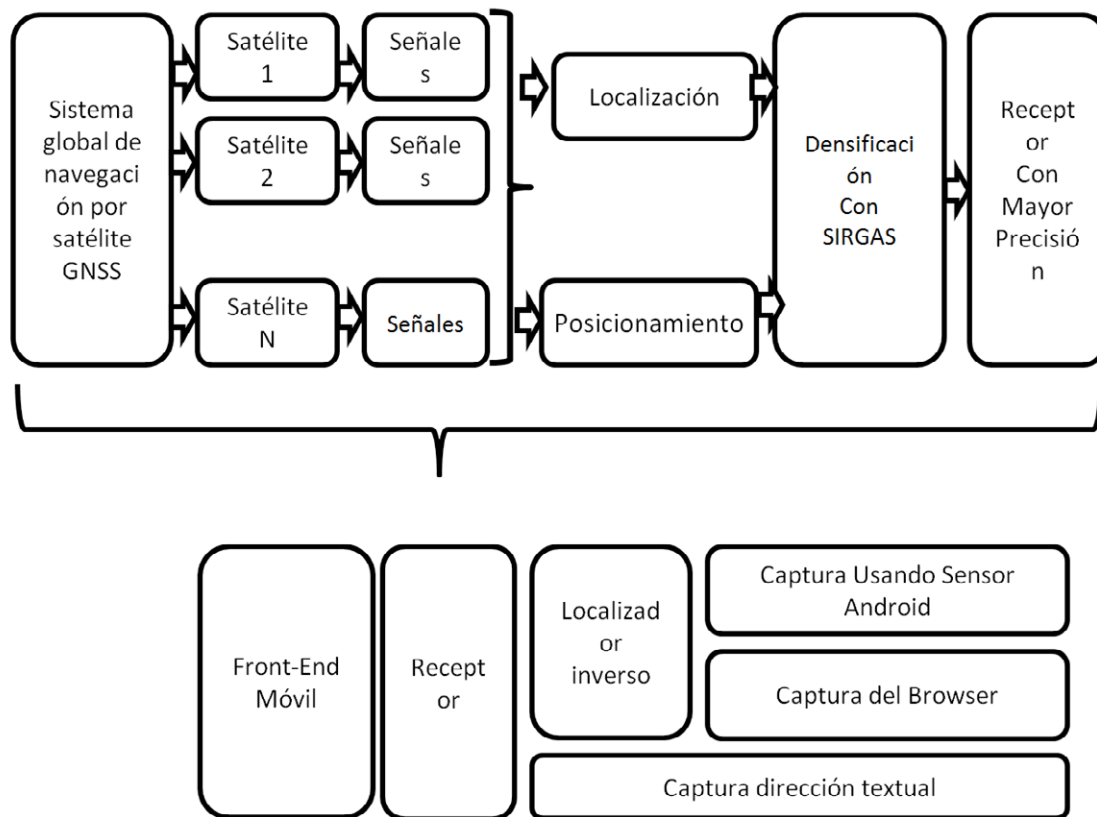 Sistema
global de
navegaci
ón por
satélite
GNSS
Satélite
1
Señale
s
Satélite
2
Señale
s
Satélite
N
Señales
Localización
Posicionamiento
Densificaci
ón
Con
SIRGAS
Recept
or
Con
Mayor
Precisió
n
Front-End
Móvil
Recept
or
Localizad
or
inverso
Captura Usando Sensor
Android
Captura del Browser
Captura dirección textual